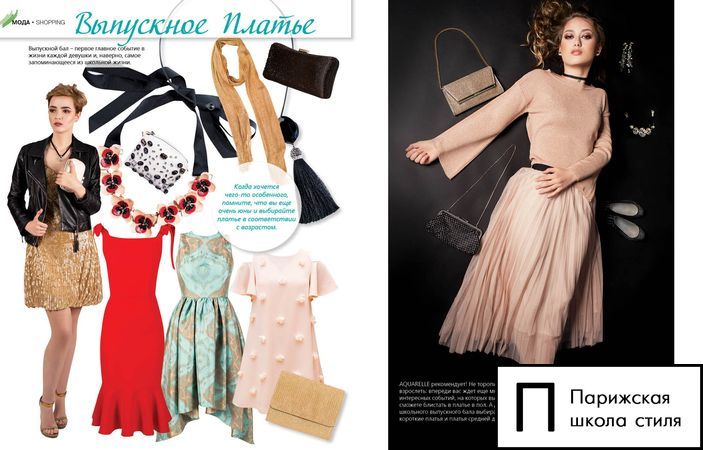 МОДА • SHOPPING
Выпускное Платье
Выпускной бал – первое главное событие в
жизни каждой девушки и, наверно, самое
запоминающееся из школьной жизни.
Когда хочется
чего-то особенного,
помните, что вы ещё
очень юны и выбирайте
платье в соответствии
с возрастом.
AQUARELLE рекомендует! Не торопи
взрослеть: впереди вас ждет еще м
интересных событий, на которых вы
сможете блистать в платье в пол. А д
школьного выпускного бала выбира
короткие платья и платья средней д
П
Парижская
школа стиля